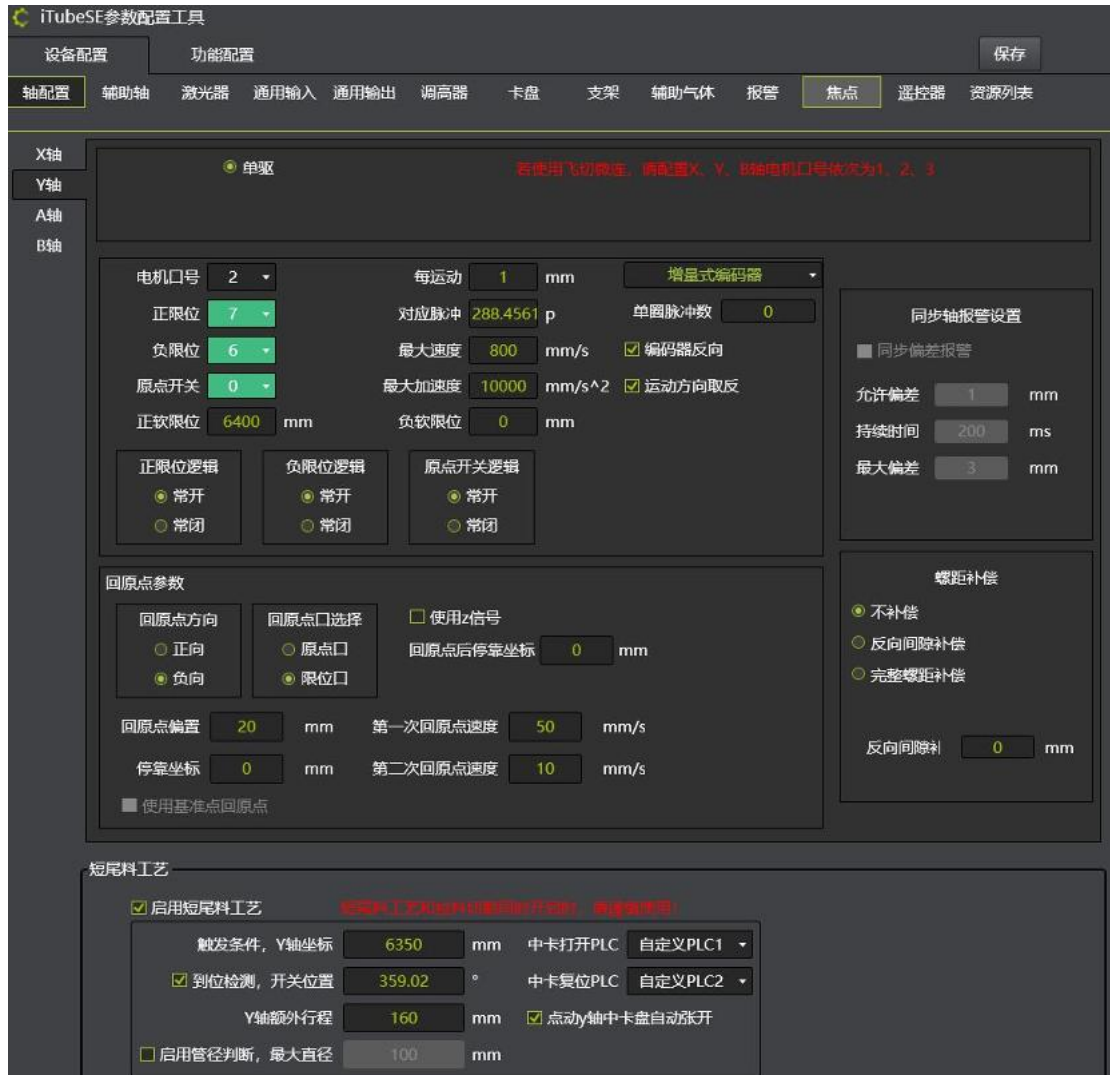 iTubeSE参数配置工具
设备配置 功能配置 保存
轴配置 辅助轴 激光器 通用输入 通用输出 调高器 卡盘 支架 辅助气体 报警 焦点 遥控器 资源列表
X轴
Y轴
A轴
B轴
单驱 若使用飞切微连，请配置X、Y、B轴电机口号依次为1、2、3
电机口号 2 每运动 1 mm 增量式编码器
正限位 7 对应脉冲 288.4561 p 单圈脉冲数 0
负限位 6 最大速度 800 mm/s 编码器反向
原点开关 0 最大加速度 10000 mm/s^2 运动方向取反
正软限位 6400 mm 负软限位 0 mm
正限位逻辑 负限位逻辑 原点开关逻辑
常开 常开 常开
常闭 常闭 常闭
同步轴报警设置
同步偏差报警
允许偏差 1 mm
持续时间 200 ms
最大偏差 3 mm
回原点参数
回原点方向 回原点口选择 使用z信号
正向 原点口 回原点后停靠坐标 0 mm
负向 限位口
回原点偏置 20 mm 第一次回原点速度 50 mm/s
停靠坐标 0 mm 第二次回原点速度 10 mm/s
使用基准点回原点
螺距补偿
不补偿
反向间隙补偿
完整螺距补偿
反向间隙补 0 mm
短尾料工艺
启用短尾料工艺
触发条件，Y轴坐标 6350 mm 中卡打开PLC 自定义PLC1
到位检测，开关位置 359.02 ° 中卡复位PLC 自定义PLC2
Y轴额外行程 160 mm 点动y轴中卡盘自动张开
启用管径判断，最大直径 100 mm